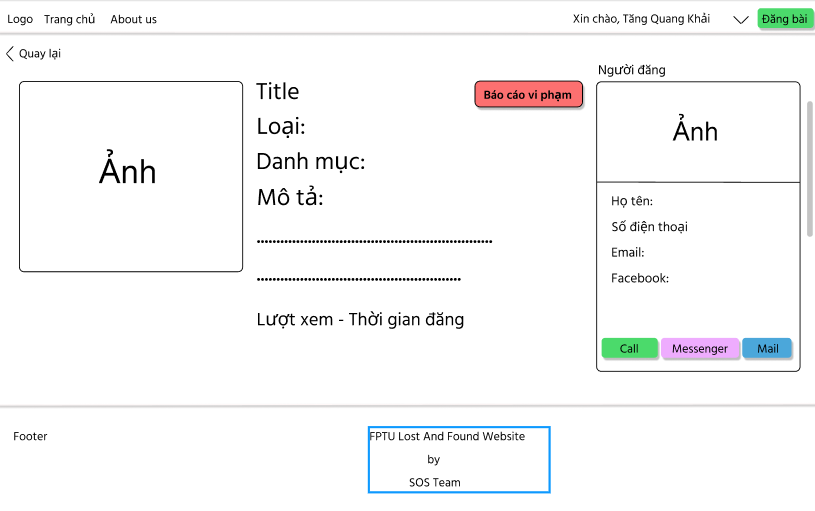 Logo Trang chủ About us Xin chào, Tăng Quang Khải Đăng bài
Quay lại
Ảnh
Title
Báo cáo vi phạm
Loại:
Danh mục:
Mô tả:
............................................................
....................................................
Lượt xem - Thời gian đăng
Người đăng
Ảnh
Họ tên:
Số điện thoại
Email:
Facebook:
Call Messenger Mail
Footer
FPTU Lost And Found Website
by
SOS Team